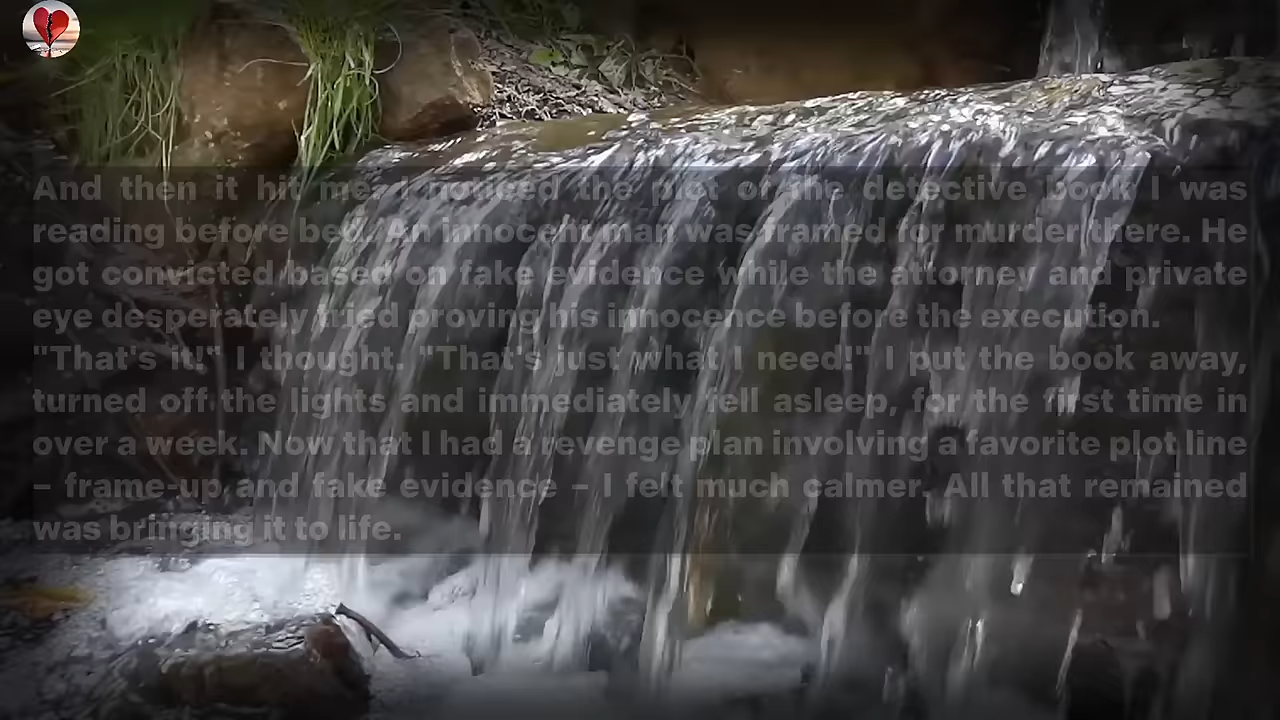 And then it hit me. I noticed the plot of the detective book I was
reading before bed. An innocent man was framed for murder there. He
got convicted based on fake evidence while the attorney and private
eye desperately tried proving his innocence before the execution.
"That's it!" I thought. "That's just what I need!" I put the book away,
turned off the lights and immediately fell asleep, for the first time in
over a week. Now that I had a revenge plan involving a favorite plot line
– frame-up and fake evidence – I felt much calmer. All that remained
was bringing it to life.